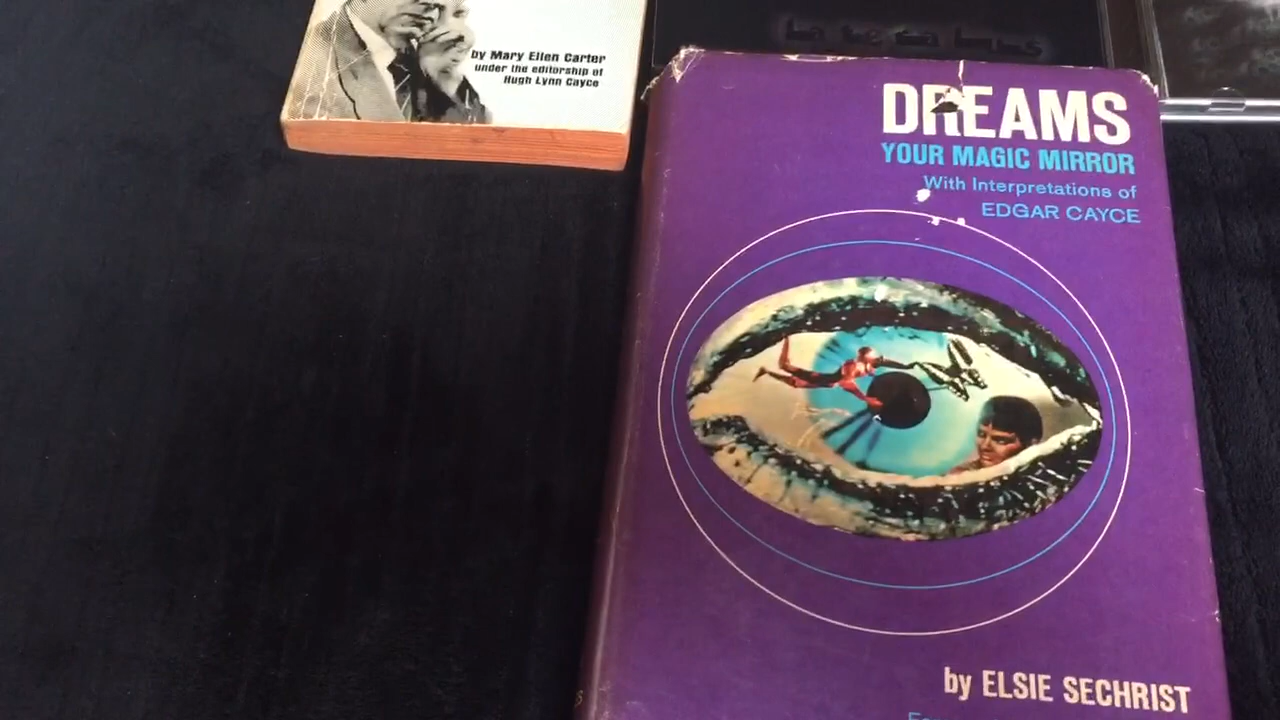 by Mary Ellen Carter
under the editorship of
Hugh Lynn Cayce
DREAMS
YOUR MAGIC MIRROR
With Interpretations of
EDGAR CAYCE
by ELSIE SECHRIST